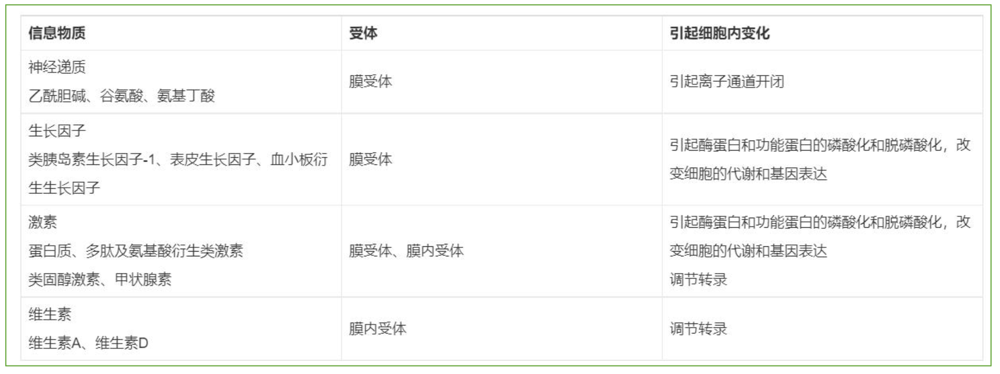 信息物质
受体
引起细胞内变化
神经递质
乙酰胆碱、谷氨酸、氨基丁酸
膜受体
引起离子通道开闭
生长因子
类胰岛素生长因子-1、表皮生长因子、血小板衍
生生长因子
膜受体
引起酶蛋白和功能蛋白的磷酸化和脱磷酸化，改
变细胞的代谢和基因表达
激素
蛋白质、多肽及氨基酸衍生类激素
类固醇激素、甲状腺素
膜受体、膜内受体
引起酶蛋白和功能蛋白的磷酸化和脱磷酸化，改
变细胞的代谢和基因表达
调节转录
维生素
维生素A、维生素D
膜内受体
调节转录